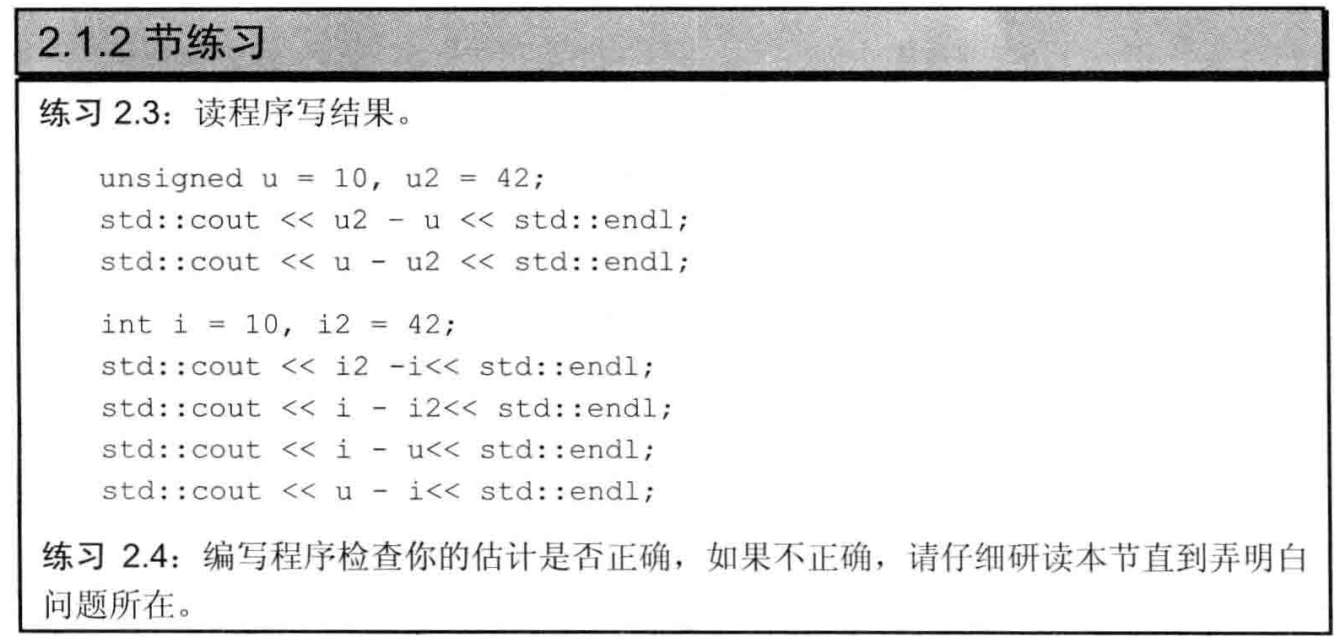 2.1.2 节练习
练习 2.3：读程序写结果。
unsigned u = 10, u2 = 42;
std::cout << u2 - u << std::endl;
std::cout << u - u2 << std::endl;
int i = 10, i2 = 42;
std::cout << i2 -i<< std::endl;
std::cout << i - i2<< std::endl;
std::cout << i - u<< std::endl;
std::cout << u - i<< std::endl;
练习 2.4：编写程序检查你的估计是否正确，如果不正确，请仔细研读本节直到弄明白
问题所在。